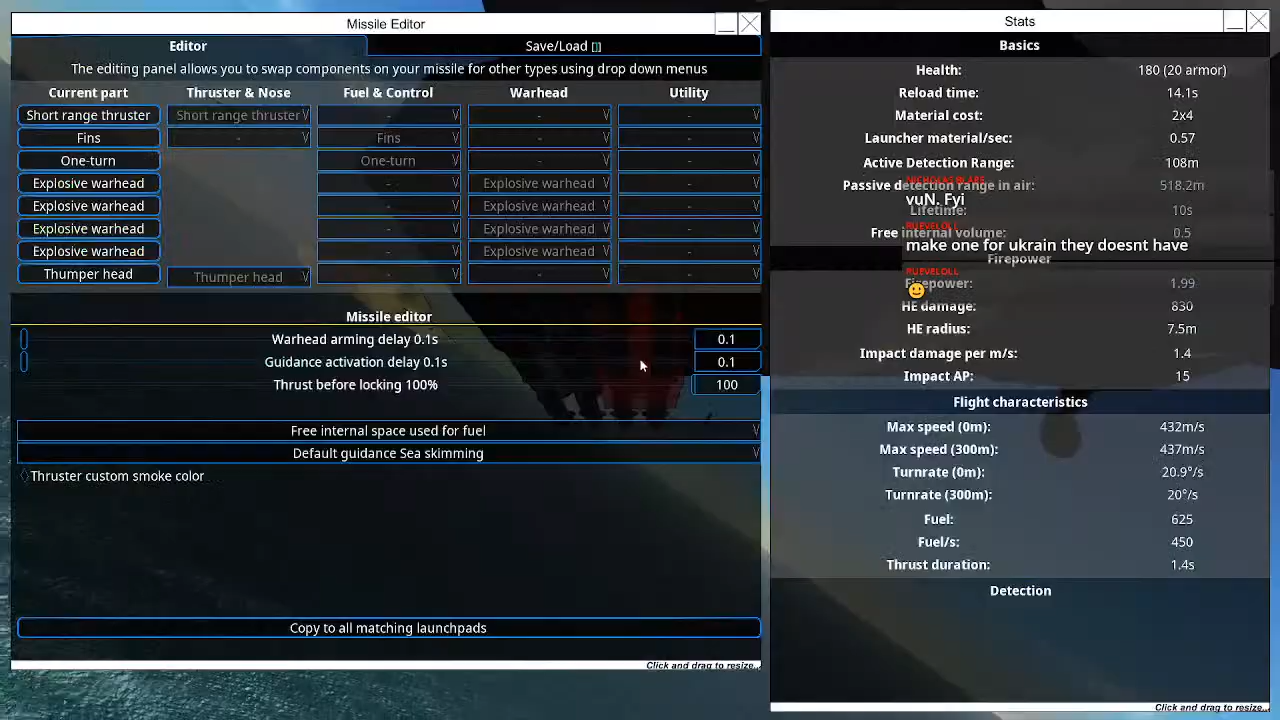 Missile Editor
Editor
Save/Load []
The editing panel allows you to swap components on your missile for other types using drop down menus
Current part Thruster & Nose Fuel & Control Warhead Utility
Short range thruster Short range thruster V - V - V - V
Fins - V Fins V - V - V
One-turn One-turn V - V - V
Explosive warhead - V Explosive warhead V - V
Explosive warhead - V Explosive warhead V - V
Explosive warhead - V Explosive warhead V - V
Explosive warhead - V Explosive warhead V - V
Thumper head Thumper head V - V - V - V
Missile editor
Warhead arming delay 0.1s 0.1
Guidance activation delay 0.1s 0.1
Thrust before locking 100% 100
Free internal space used for fuel V
Default guidance Sea skimming V
Thruster custom smoke color
Copy to all matching launchpads
Click and drag to resize...
Stats
Basics
Health: 180 (20 armor)
Reload time: 14.1s
Material cost: 2x4
Launcher material/sec: 0.57
Active Detection Range: 108m
Passive detection range in air: 518.2m
vuN. Fyi
Lifetime: 10s
RUEVELOLL
Free internal volume: 0.5
make one for ukrain they doesnt have
Firepower
RUEVELOLL
Firepower: 1.99
HE damage: 830
HE radius: 7.5m
Impact damage per m/s: 1.4
Impact AP: 15
Flight characteristics
Max speed (0m): 432m/s
Max speed (300m): 437m/s
Turnrate (0m): 20.9°/s
Turnrate (300m): 20°/s
Fuel: 625
Fuel/s: 450
Thrust duration: 1.4s
Detection
Click and drag to resize...